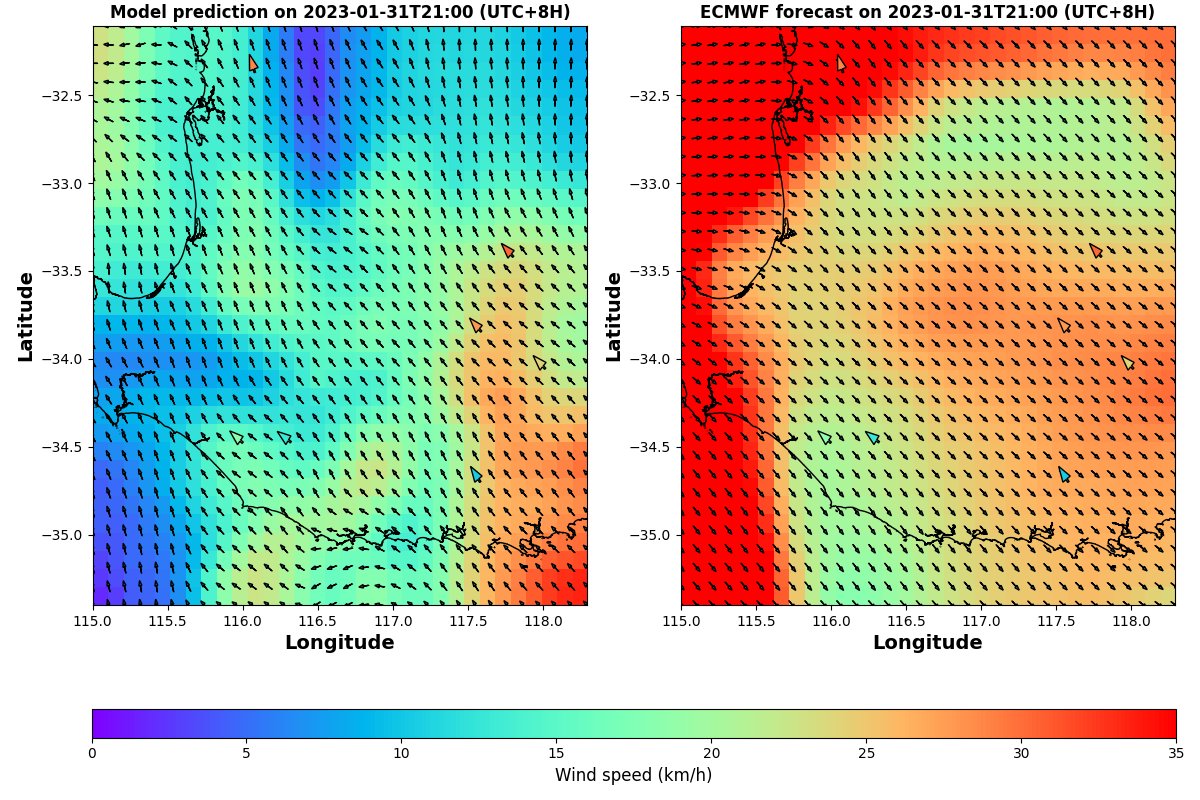 Model prediction on 2023-01-31T21:00 (UTC+8H)
ECMWF forecast on 2023-01-31T21:00 (UTC+8H)
Latitude
−32.5
−33.0
−33.5
−34.0
−34.5
−35.0
115.0 115.5 116.0 116.5 117.0 117.5 118.0
Longitude
Latitude
−32.5
−33.0
−33.5
−34.0
−34.5
−35.0
115.0 115.5 116.0 116.5 117.0 117.5 118.0
Longitude
0 5 10 15 20 25 30 35
Wind speed (km/h)